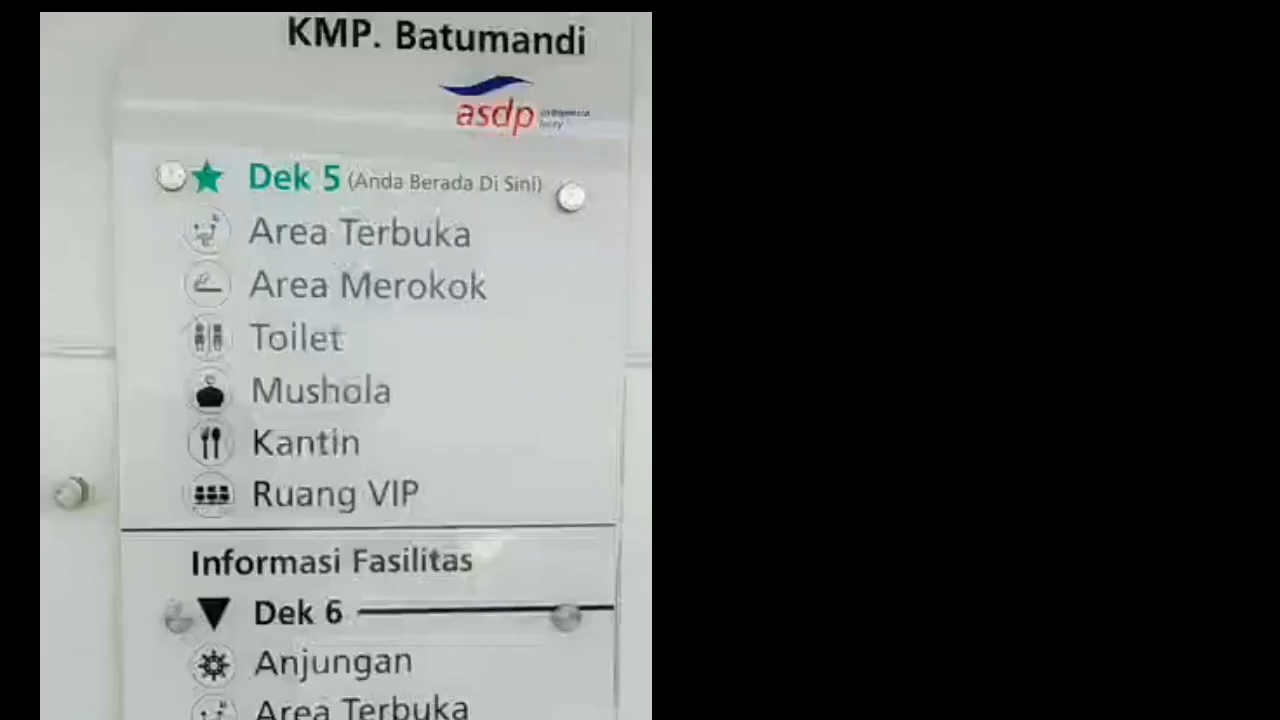 KMP. Batumandi
asdp
Dek 5 (Anda Berada Di Sini)
Area Terbuka
Area Merokok
Toilet
Mushola
Kantin
Ruang VIP
Informasi Fasilitas
Dek 6
Anjungan
Area Terbuka